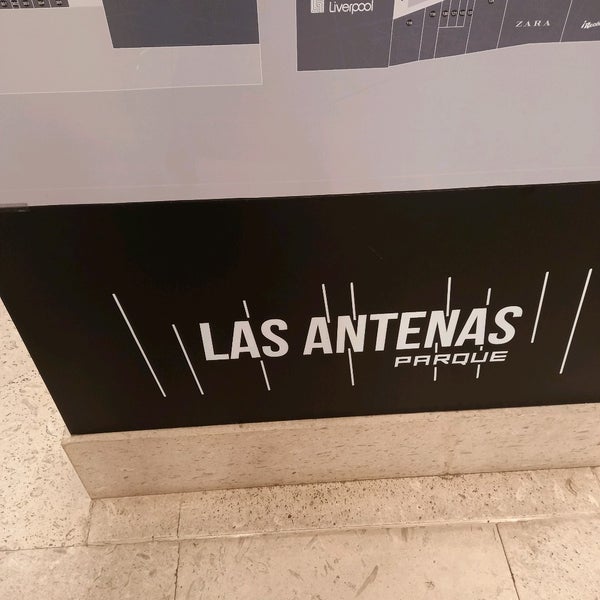 Liverpool
ZARA
LAS ANTENAS
PARQUE